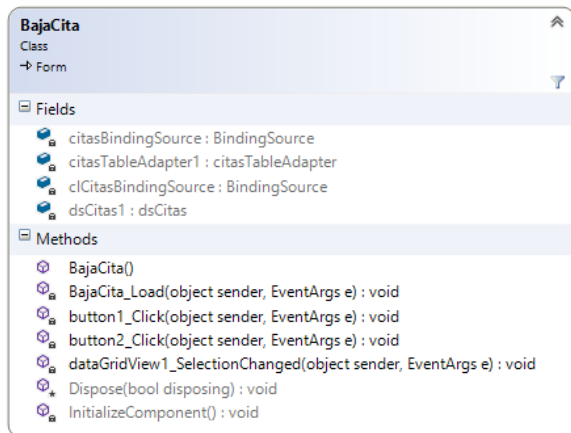 BajaCita
Class
→ Form
Fields
citasBindingSource : BindingSource
citasTableAdapter1 : citasTableAdapter
clCitasBindingSource : BindingSource
dsCitas1 : dsCitas
Methods
BajaCita()
BajaCita_Load(object sender, EventArgs e) : void
button1_Click(object sender, EventArgs e) : void
button2_Click(object sender, EventArgs e) : void
dataGridView1_SelectionChanged(object sender, EventArgs e) : void
Dispose(bool disposing) : void
InitializeComponent() : void